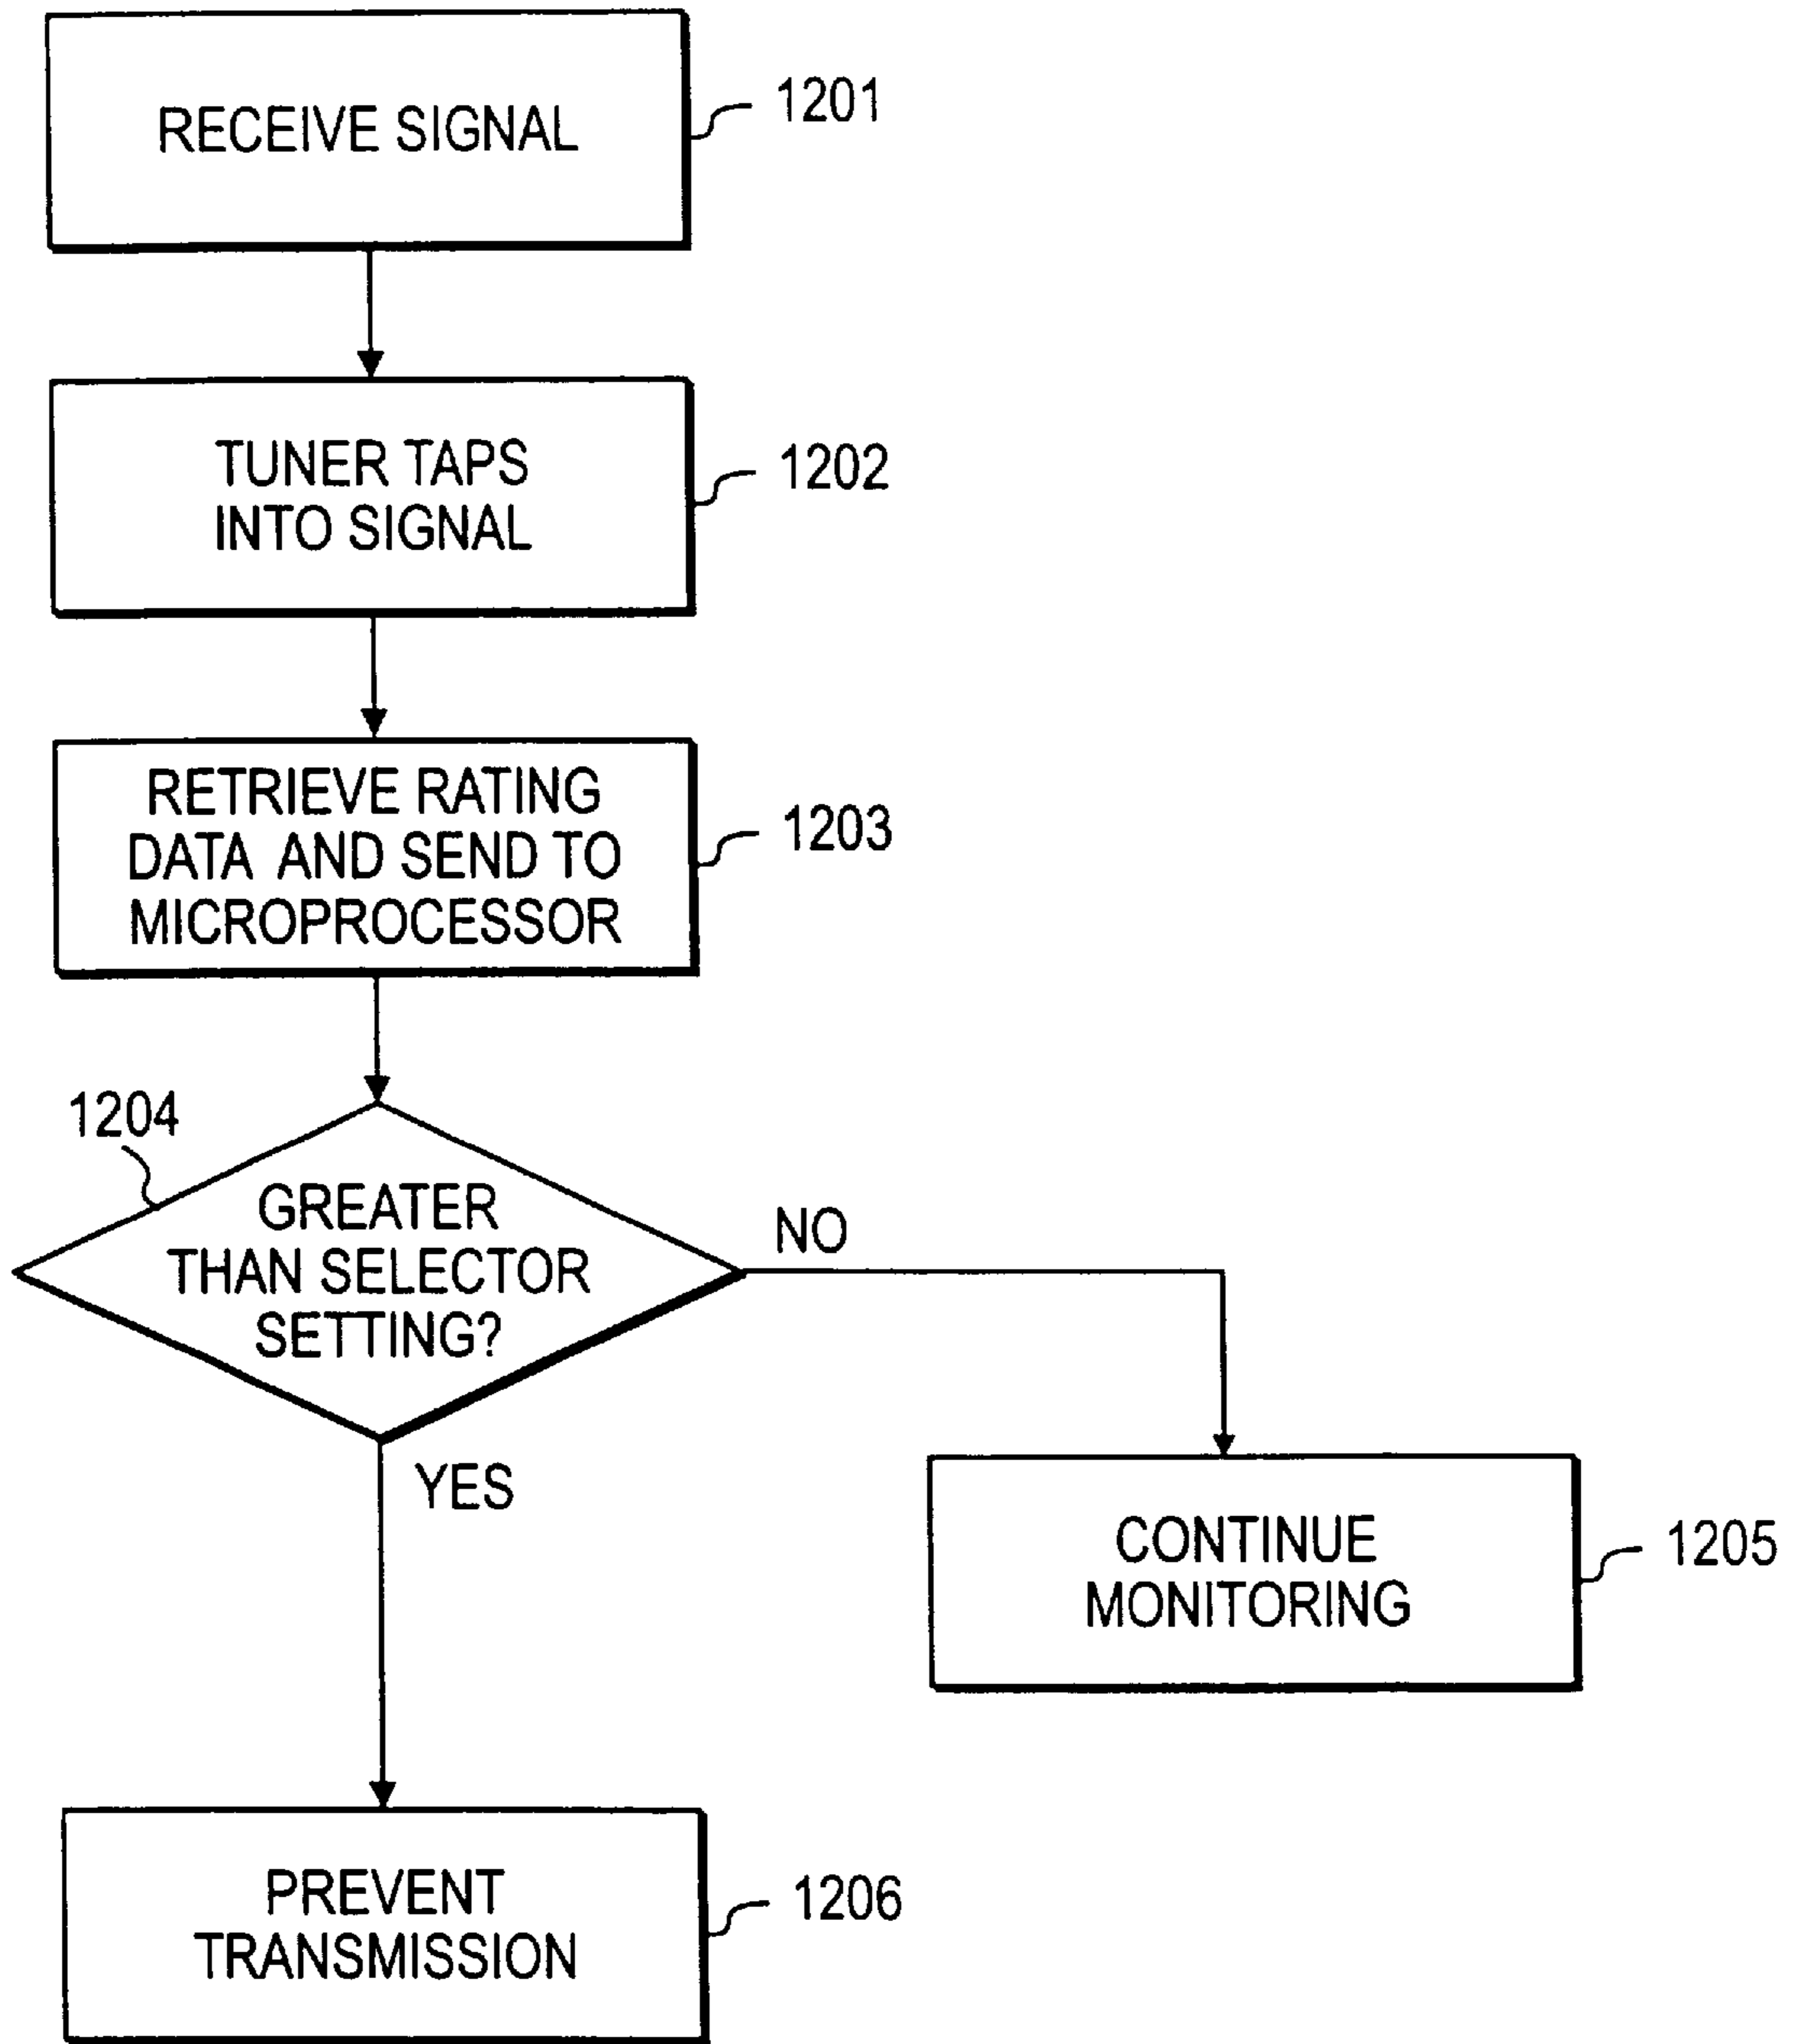 RECEIVE SIGNAL
1201
TUNER TAPS
INTO SIGNAL
1202
RETRIEVE RATING
DATA AND SEND TO
MICROPROCESSOR
1203
1204
GREATER
THAN SELECTOR
SETTING?
NO
YES
CONTINUE
MONITORING
1205
PREVENT
TRANSMISSION
1206